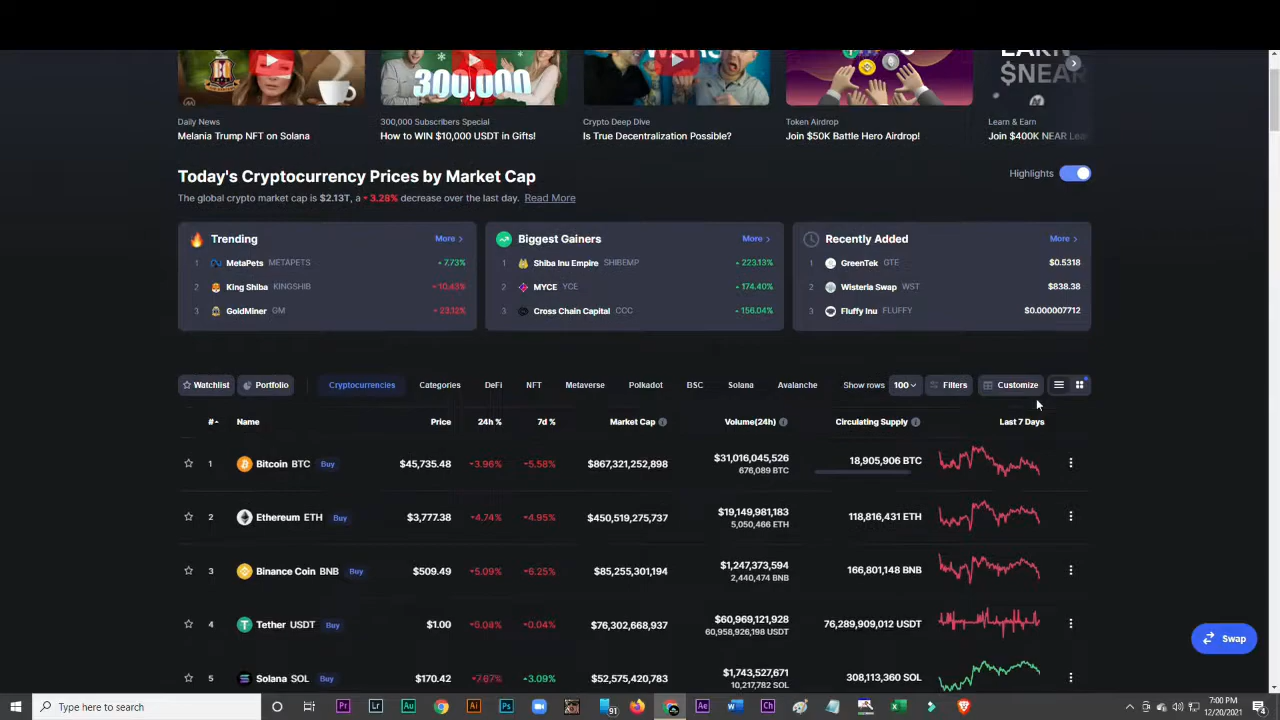 300,000
EARN
$NEAR
Daily News
Melania Trump NFT on Solana
300,000 Subscribers Special
How to WIN $10,000 USDT in Gifts!
Crypto Deep Dive
Is True Decentralization Possible?
Token Airdrop
Join $50K Battle Hero Airdrop!
Learn & Earn
Join $400K NEAR Lea
Today's Cryptocurrency Prices by Market Cap
Highlights
The global crypto market cap is $2.13T, a 3.28% decrease over the last day. Read More
Trending More
1 MetaPets METAPETS 7.73%
2 King Shiba KINGSHIB 10.43%
3 GoldMiner GM 23.12%
Biggest Gainers More
1 Shiba Inu Empire SHIBEMP 223.13%
2 MYCE YCE 174.40%
3 Cross Chain Capital CCC 156.04%
Recently Added More
1 GreenTek GTE $0.5318
2 Wisteria Swap WST $838.38
3 Fluffy Inu FLUFFY $0.000007712
Watchlist Portfolio Cryptocurrencies Categories DeFi NFT Metaverse Polkadot BSC Solana Avalanche Show rows 100 Filters Customize
# Name Price 24h % 7d % Market Cap Volume(24h) Circulating Supply Last 7 Days
1 Bitcoin BTC Buy $45,735.48 3.96% 5.58% $867,321,252,898 $31,016,045,526 18,905,906 BTC
676,089 BTC
2 Ethereum ETH Buy $3,777.38 4.74% 4.95% $450,519,275,737 $19,149,981,183 118,816,431 ETH
5,050,466 ETH
3 Binance Coin BNB Buy $509.49 5.09% 6.25% $85,255,301,194 $1,247,373,594 166,801,148 BNB
2,440,474 BNB
4 Tether USDT Buy $1.00 0.04% $76,302,668,937 $60,969,121,928 76,289,909,012 USDT
60,958,926,198 USDT
5 Solana SOL Buy $170.42 3.09% $52,575,420,783 $1,743,527,671 308,113,360 SOL
10,217,782 SOL
Swap
Type here to search
Pr Lr Au Ai Ps 91 Ae Ch
7:00 PM
12/20/2021
4